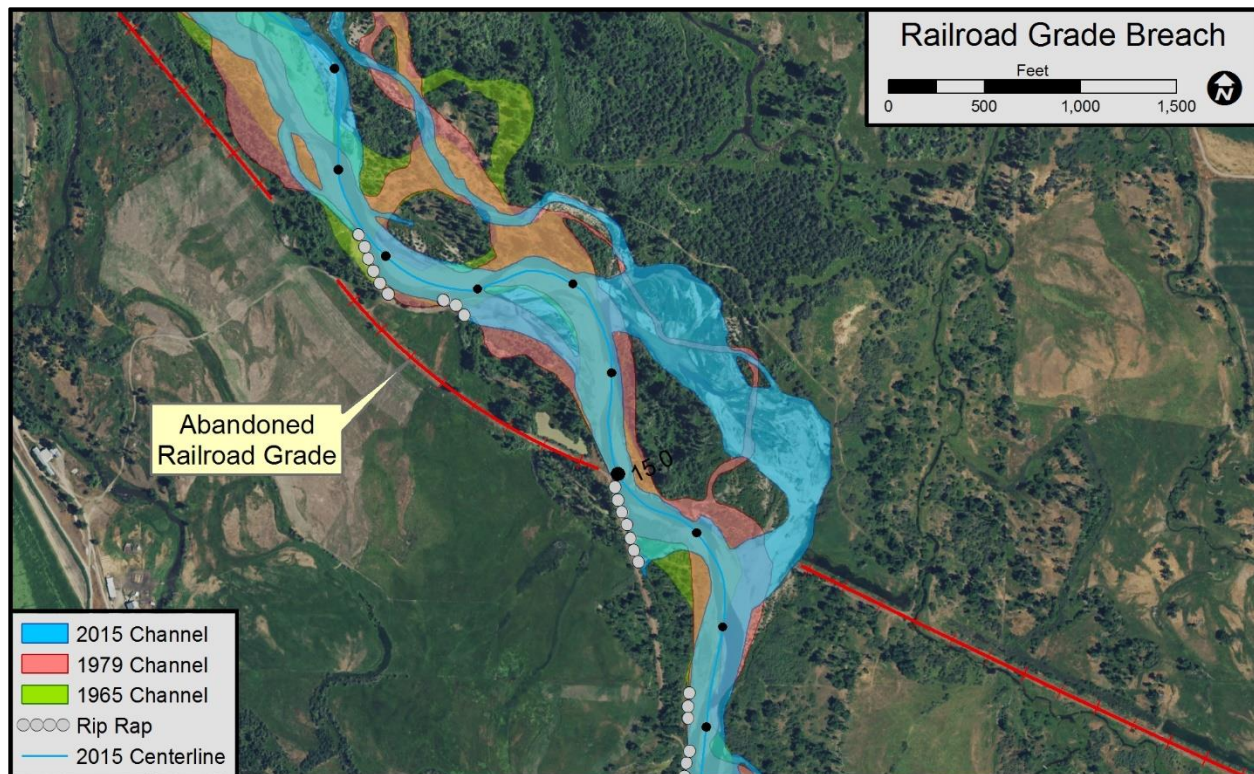 Railroad Grade Breach
Feet
0 500 1,000 1,500
N
Abandoned
Railroad Grade
15.0
2015 Channel
1979 Channel
1965 Channel
Rip Rap
2015 Centerline